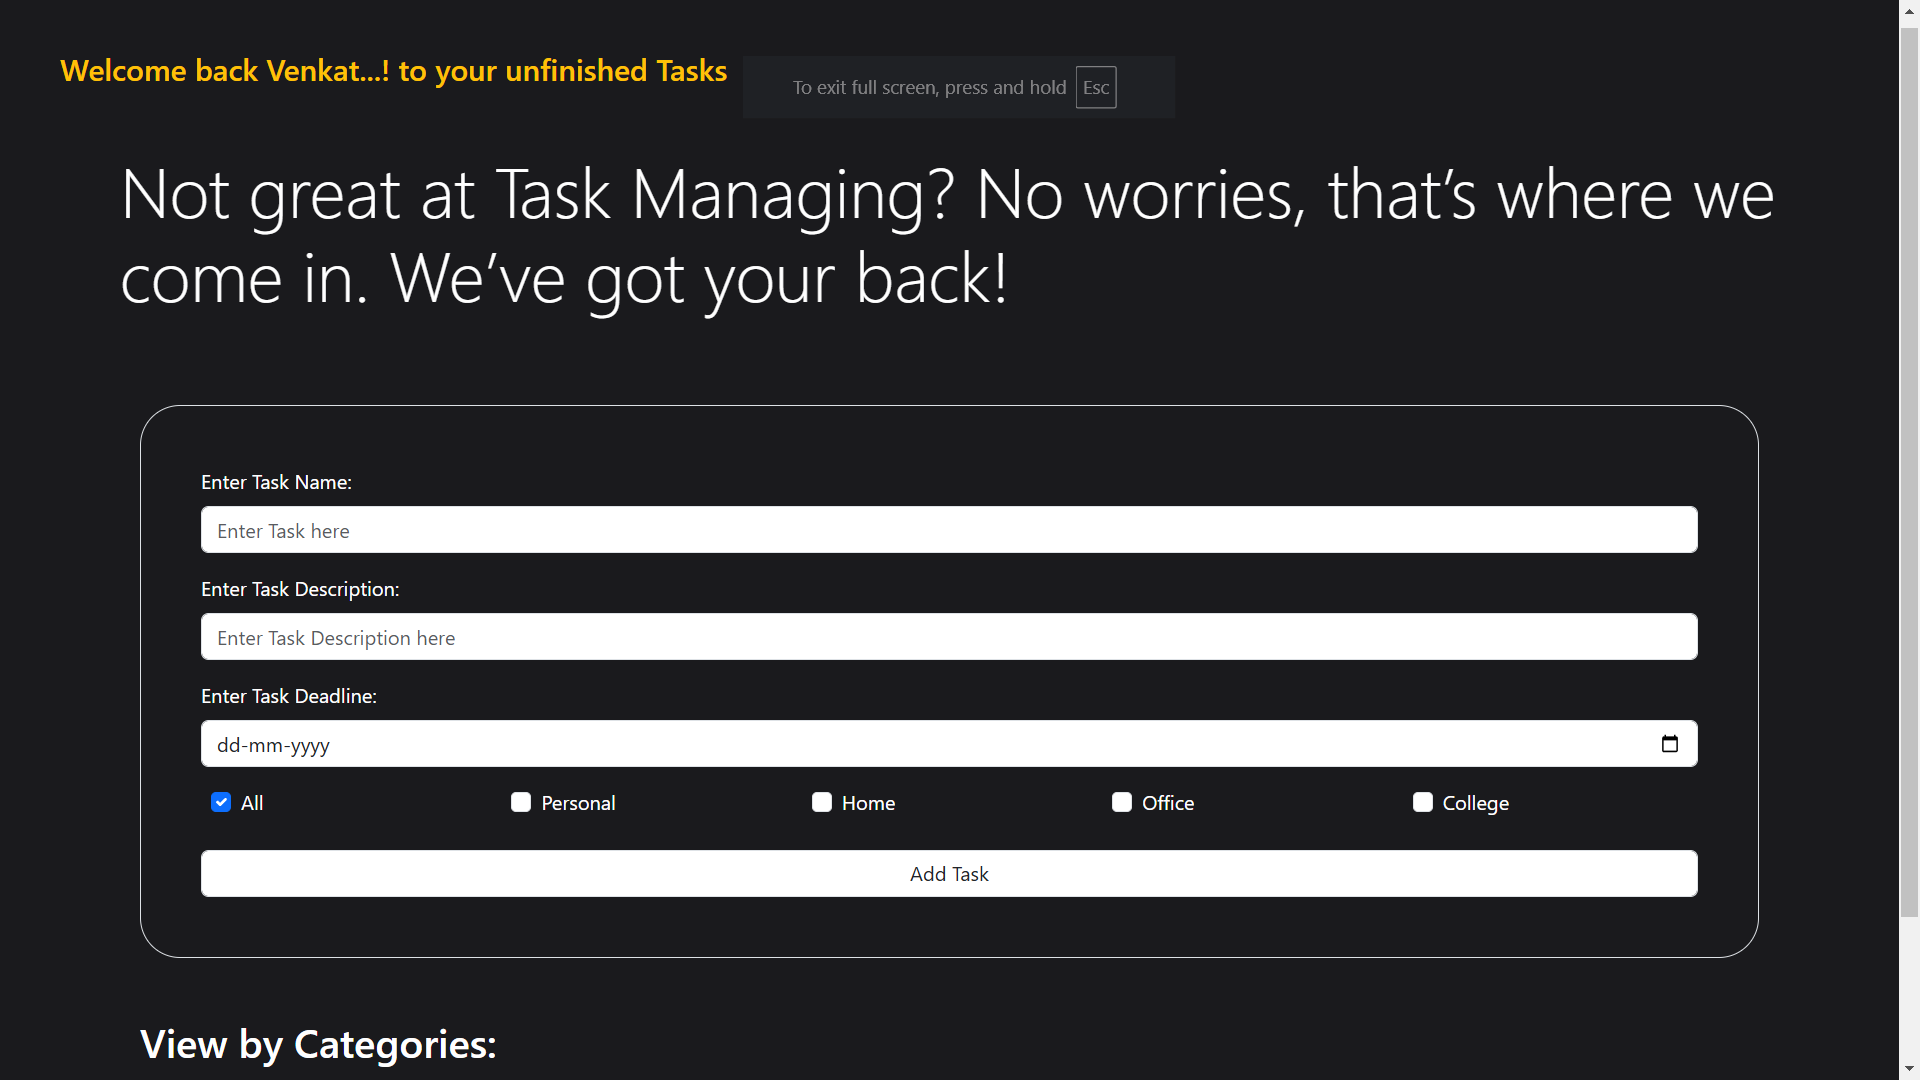 Welcome back Venkat...! to your unfinished Tasks
To exit full screen, press and hold Esc
Not great at Task Managing? No worries, that’s where we
come in. We’ve got your back!
Enter Task Name:
Enter Task here
Enter Task Description:
Enter Task Description here
Enter Task Deadline:
dd-mm-yyyy
All Personal Home Office College
Add Task
View by Categories: